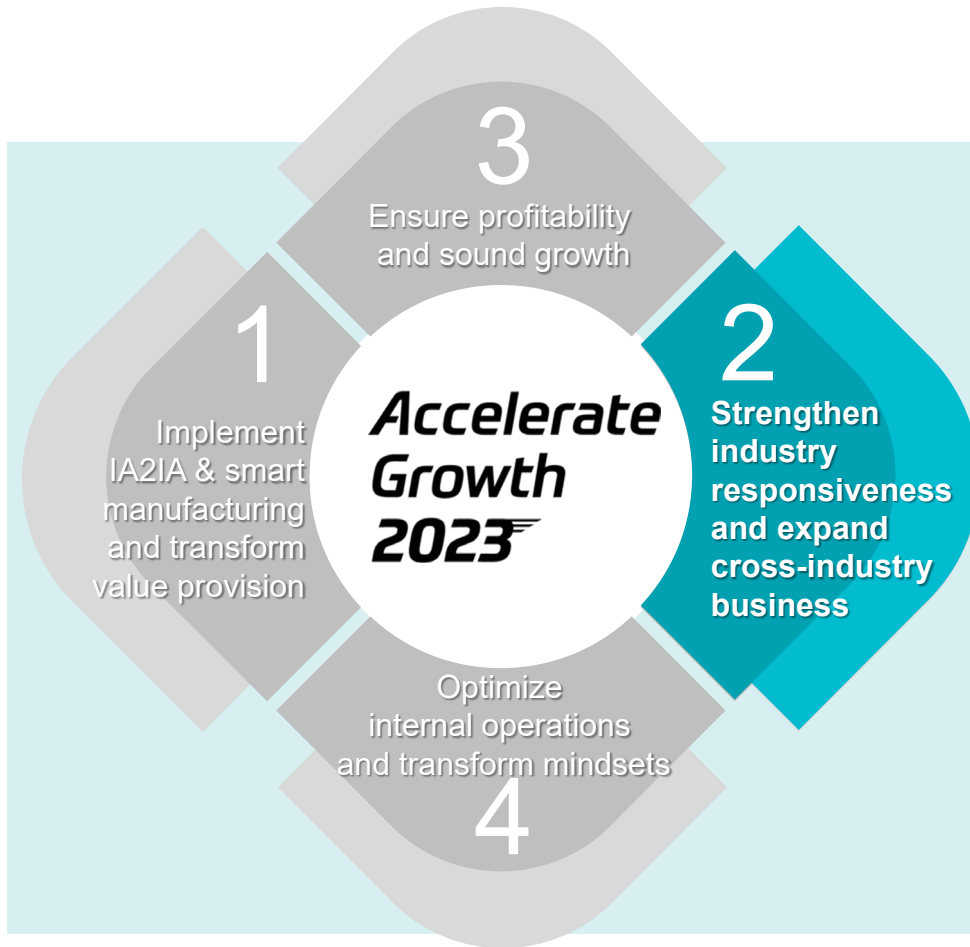 3
Ensure profitability
and sound growth
1
Implement
IA2IA & smart
manufacturing
and transform
value provision
Accelerate
Growth
2023
2
Strengthen
industry
responsiveness
and expand
cross-industry
business
Optimize
internal operations
and transform mindsets
4